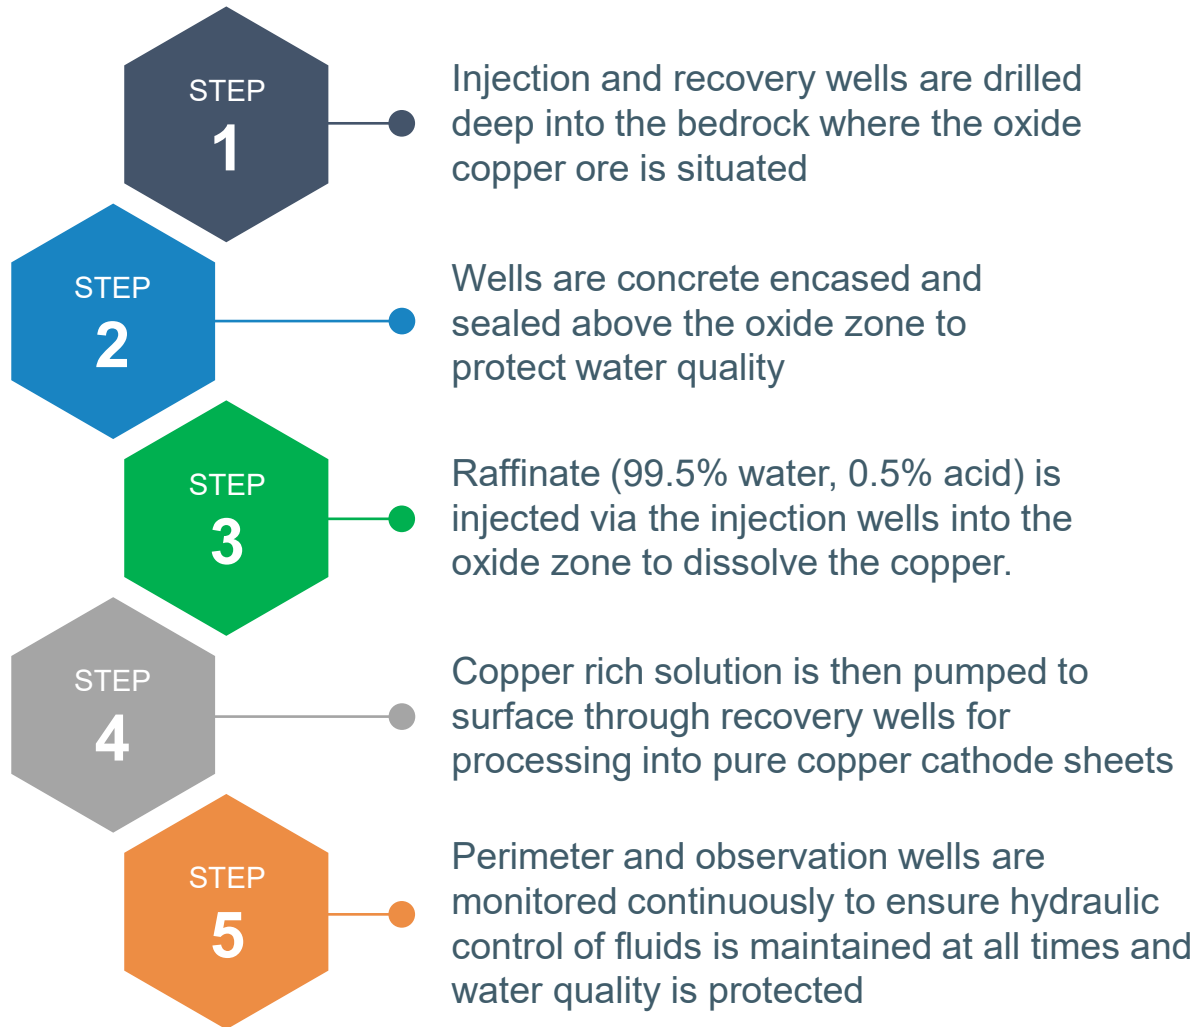 STEP
1
Injection and recovery wells are drilled
deep into the bedrock where the oxide
copper ore is situated
STEP
2
Wells are concrete encased and
sealed above the oxide zone to
protect water quality
STEP
3
Raffinate (99.5% water, 0.5% acid) is
injected via the injection wells into the
oxide zone to dissolve the copper.
STEP
4
Copper rich solution is then pumped to
surface through recovery wells for
processing into pure copper cathode sheets
STEP
5
Perimeter and observation wells are
monitored continuously to ensure hydraulic
control of fluids is maintained at all times and
water quality is protected